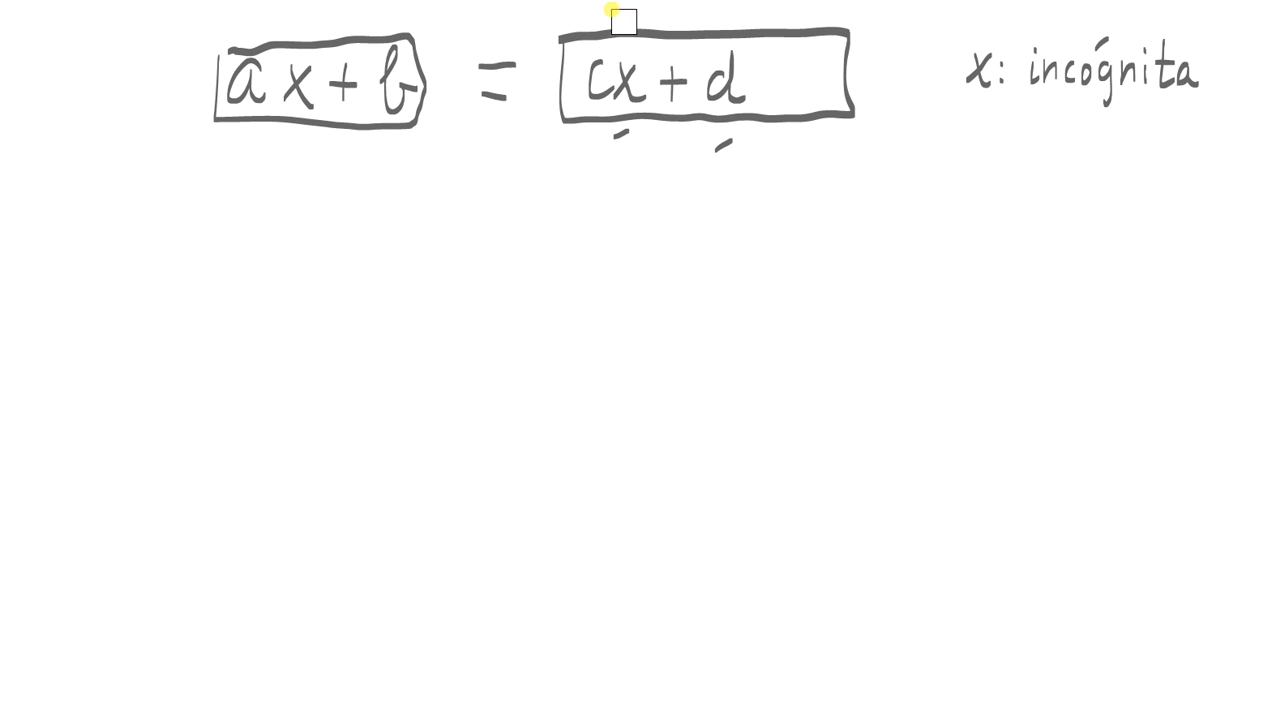 ax + b = cx + d
x: incógnita